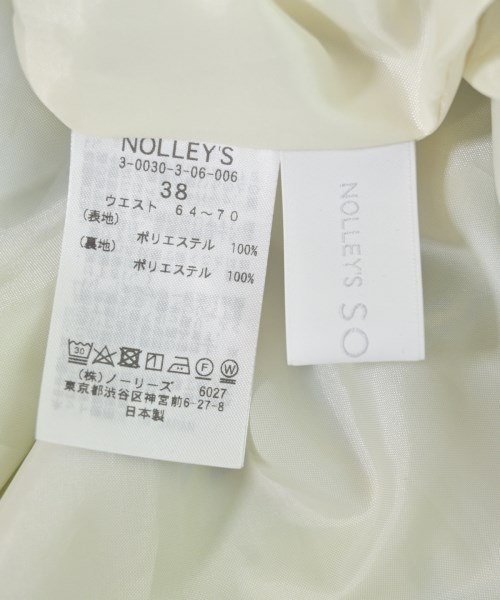 NOLLEY'S
3-0030-3-06-006
38
ウエスト 64〜70
(表地)
ポリエステル 100%
(裏地)
ポリエステル 100%
30
F
W
(株)ノーリーズ 6027
東京都渋谷区神宮前6-27-8
日本製
NOLLEY'S SO